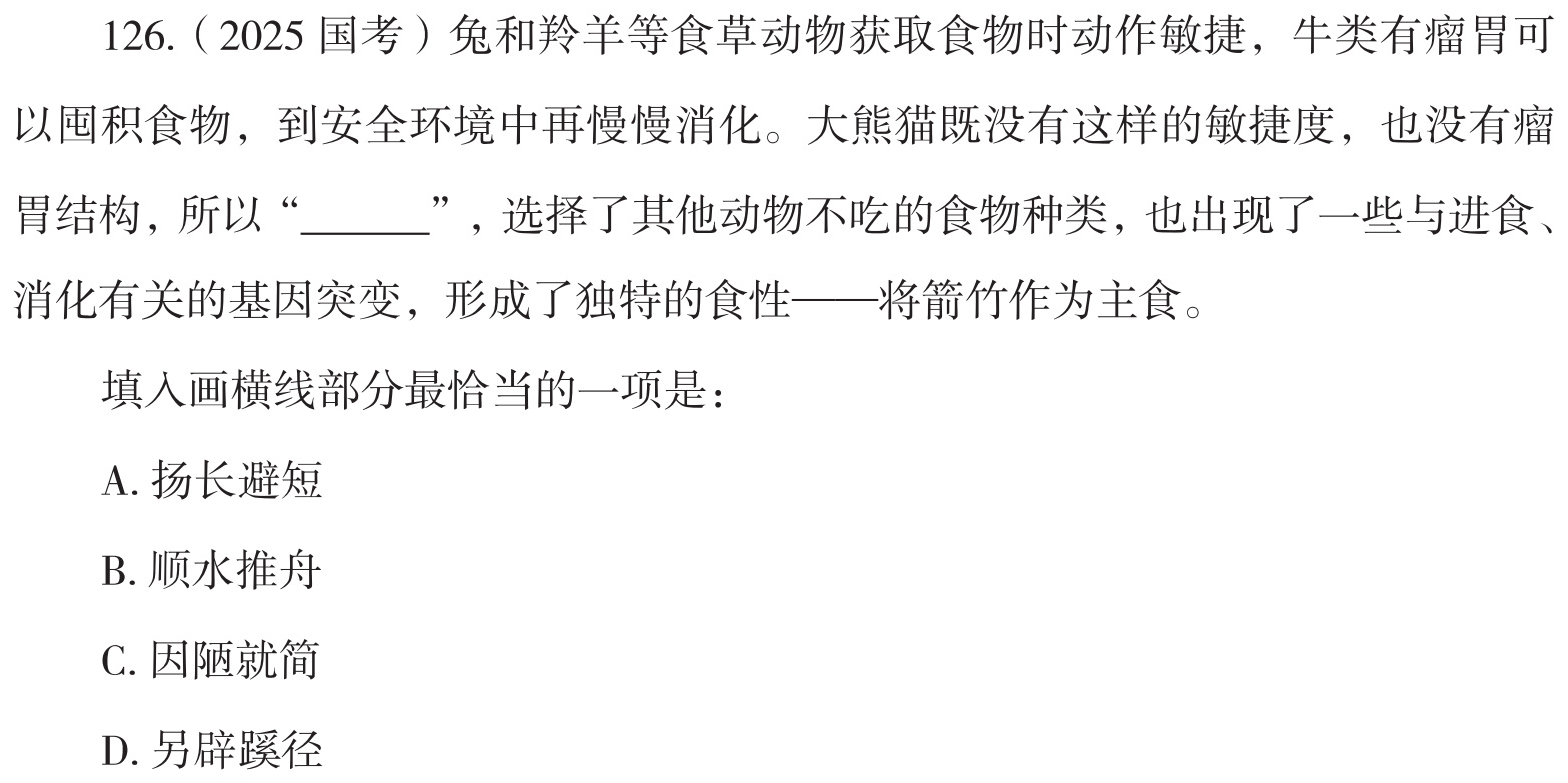 126.（2025 国考）兔和羚羊等食草动物获取食物时动作敏捷，牛类有瘤胃可
以囤积食物，到安全环境中再慢慢消化。大熊猫既没有这样的敏捷度，也没有瘤
胃结构，所以“______”，选择了其他动物不吃的食物种类，也出现了一些与进食、
消化有关的基因突变，形成了独特的食性——将箭竹作为主食。
填入画横线部分最恰当的一项是：
A. 扬长避短
B. 顺水推舟
C. 因陋就简
D. 另辟蹊径